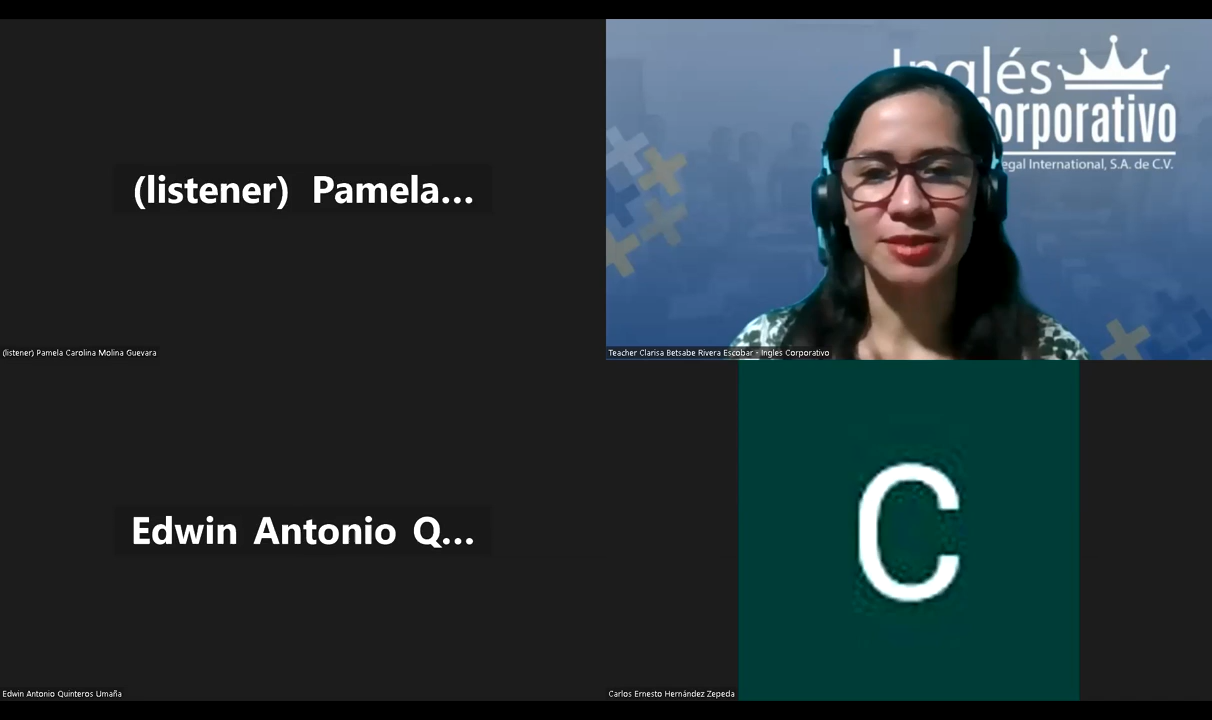 (listener) Pamela...
(listener) Pamela Carolina Molina Guevara
Inglés
Corporativo
egal International, S.A. de C.V.
Teacher Clarisa Betsabe Rivera Escobar - Ingles Corporativo
Edwin Antonio Q...
Edwin Antonio Quinteros Umaña
C
Carlos Ernesto Hernández Zepeda